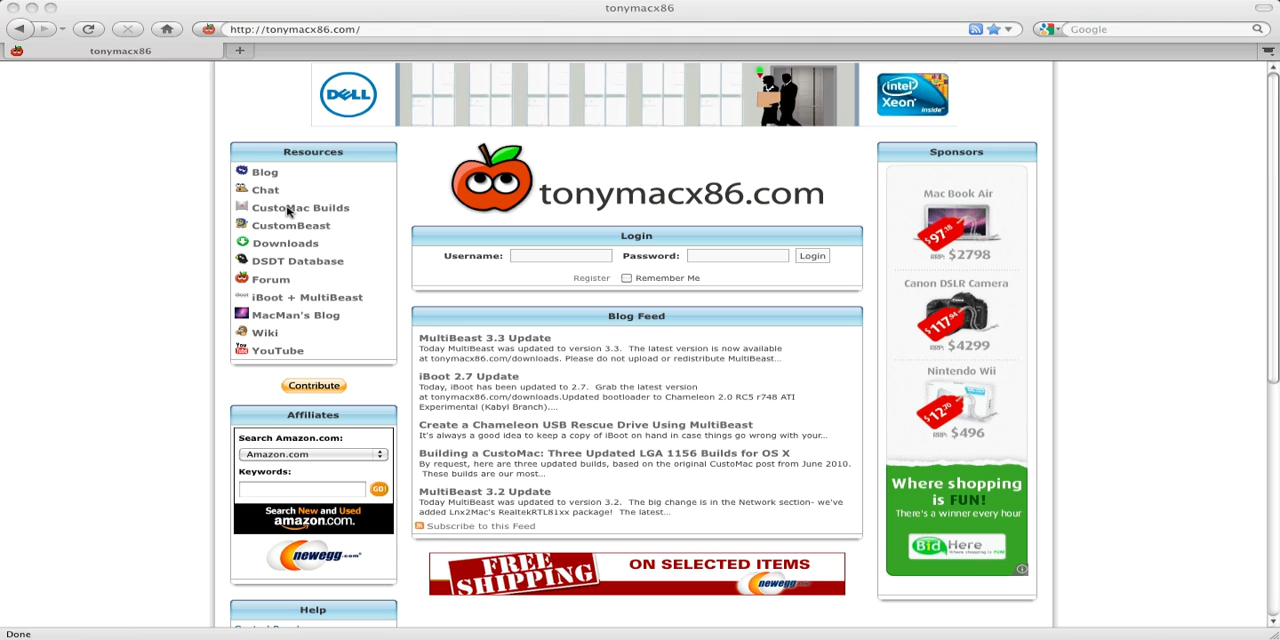 tonymacx86
http://tonymacx86.com/
Google
tonymacx86
DELL
intel
Xeon
inside
Resources
Blog
Chat
CustoMac Builds
CustomBeast
Downloads
DSDT Database
Forum
iBoot + MultiBeast
MacMan's Blog
Wiki
YouTube
Contribute
Affiliates
Search Amazon.com:
Amazon.com
Keywords:
GO!
Search New and Used
amazon.com.
newegg.com
Help
tonymacx86.com
Login
Username:
Password:
Login
Register
Remember Me
Blog Feed
MultiBeast 3.3 Update
Today MultiBeast was updated to version 3.3. The latest version is now available
at tonymacx86.com/downloads. Please do not upload or redistribute MultiBeast...
iBoot 2.7 Update
Today, iBoot has been updated to 2.7. Grab the latest version
at tonymacx86.com/downloads.Updated bootloader to Chameleon 2.0 RC5 r748 ATI
Experimental (Kabyl Branch)....
Create a Chameleon USB Rescue Drive Using MultiBeast
It's always a good idea to keep a copy of iBoot on hand in case things go wrong with your...
Building a CustoMac: Three Updated LGA 1156 Builds for OS X
By request, here are three updated builds, based on the original CustoMac post from June 2010.
These builds are our most...
MultiBeast 3.2 Update
Today MultiBeast was updated to version 3.2. The big change is in the Network section- we've
added Lnx2Mac's RealtekRTL81xx package! The latest...
Subscribe to this Feed
FREE
SHIPPING
ON SELECTED ITEMS
newegg
Sponsors
Mac Book Air
$97.18
RRP: $2798
Canon DSLR Camera
$117.94
RRP: $4299
Nintendo Wii
$12.70
RRP: $496
Where shopping
is FUN!
There's a winner every hour
Bid Here
Done